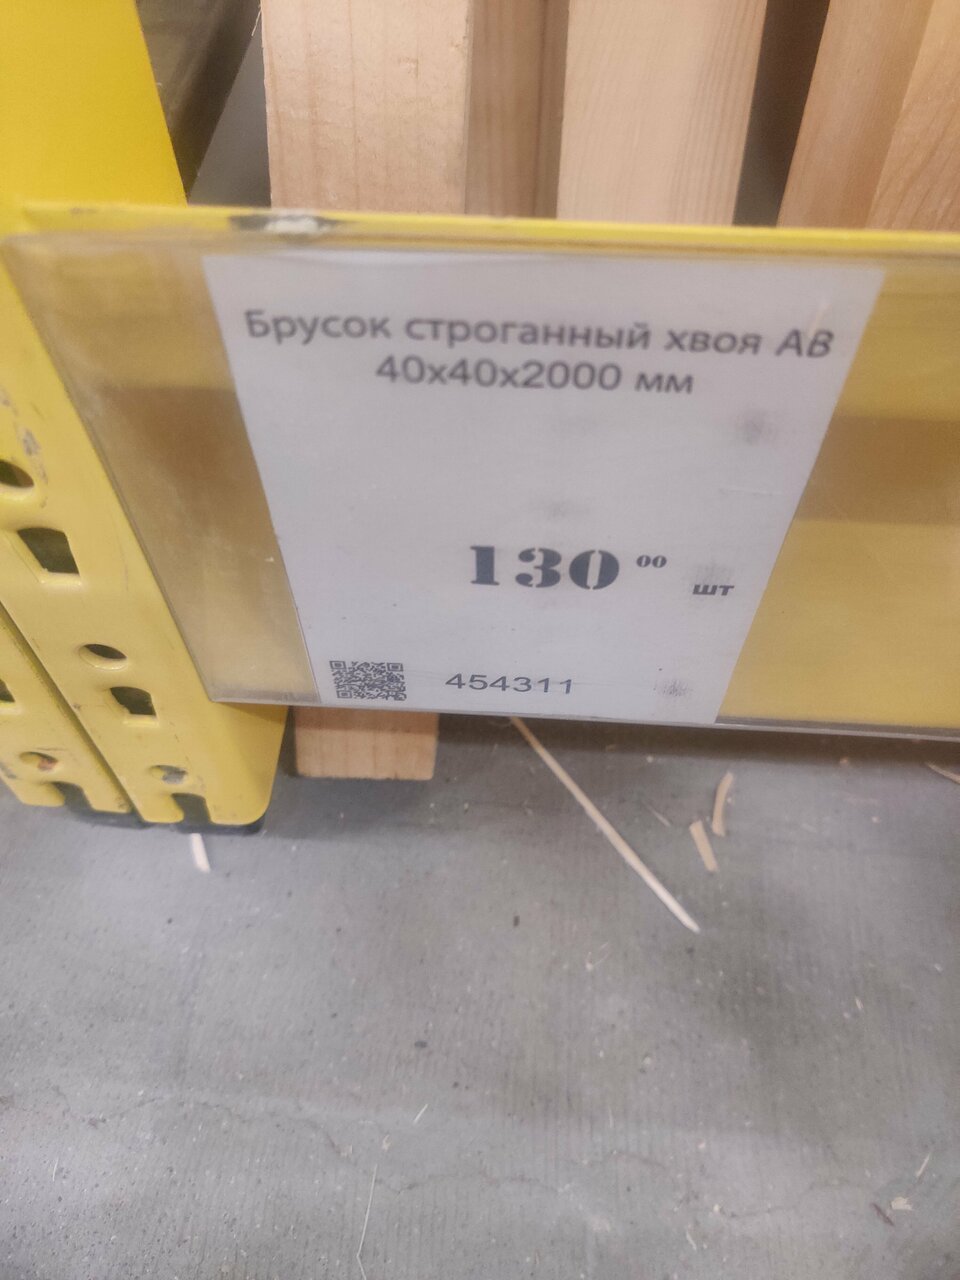 Брусок строганный хвоя АВ
40х40х2000 мм
130 00
шт
454311